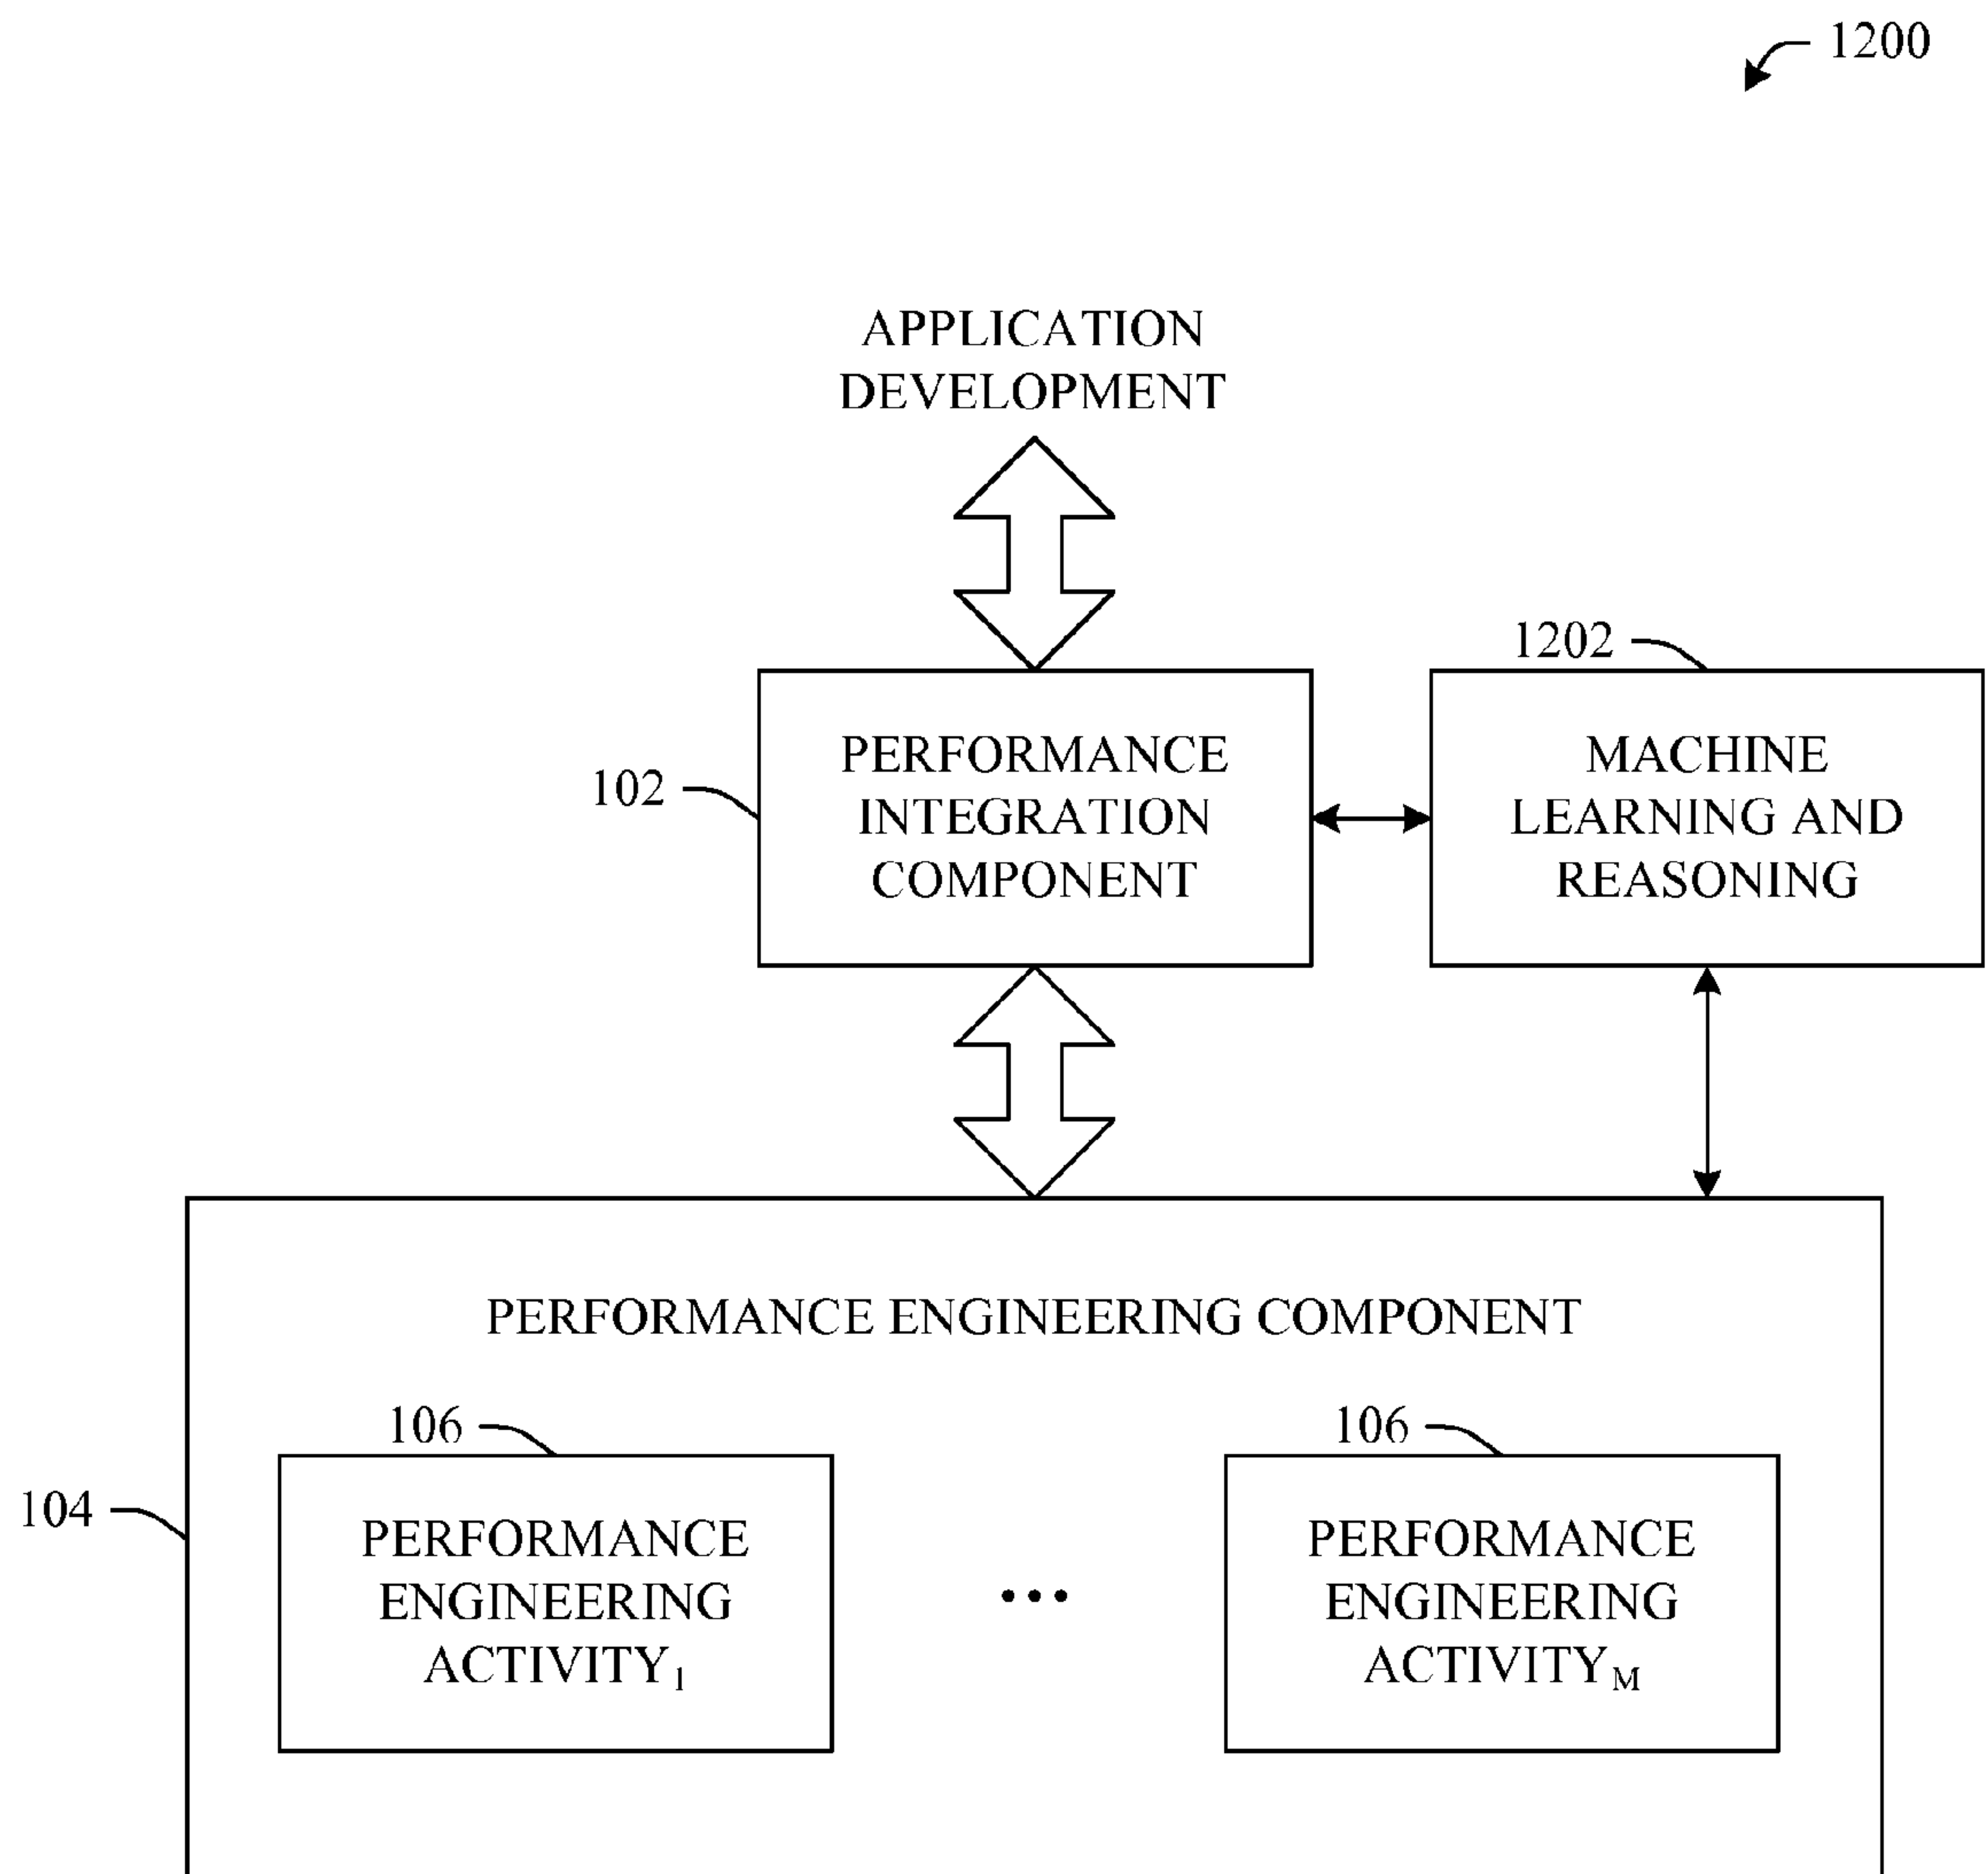 1200
APPLICATION
DEVELOPMENT
1202
102
PERFORMANCE
INTEGRATION
COMPONENT
MACHINE
LEARNING AND
REASONING
PERFORMANCE ENGINEERING COMPONENT
106
106
104
PERFORMANCE
ENGINEERING
ACTIVITY₁
PERFORMANCE
ENGINEERING
ACTIVITY_M